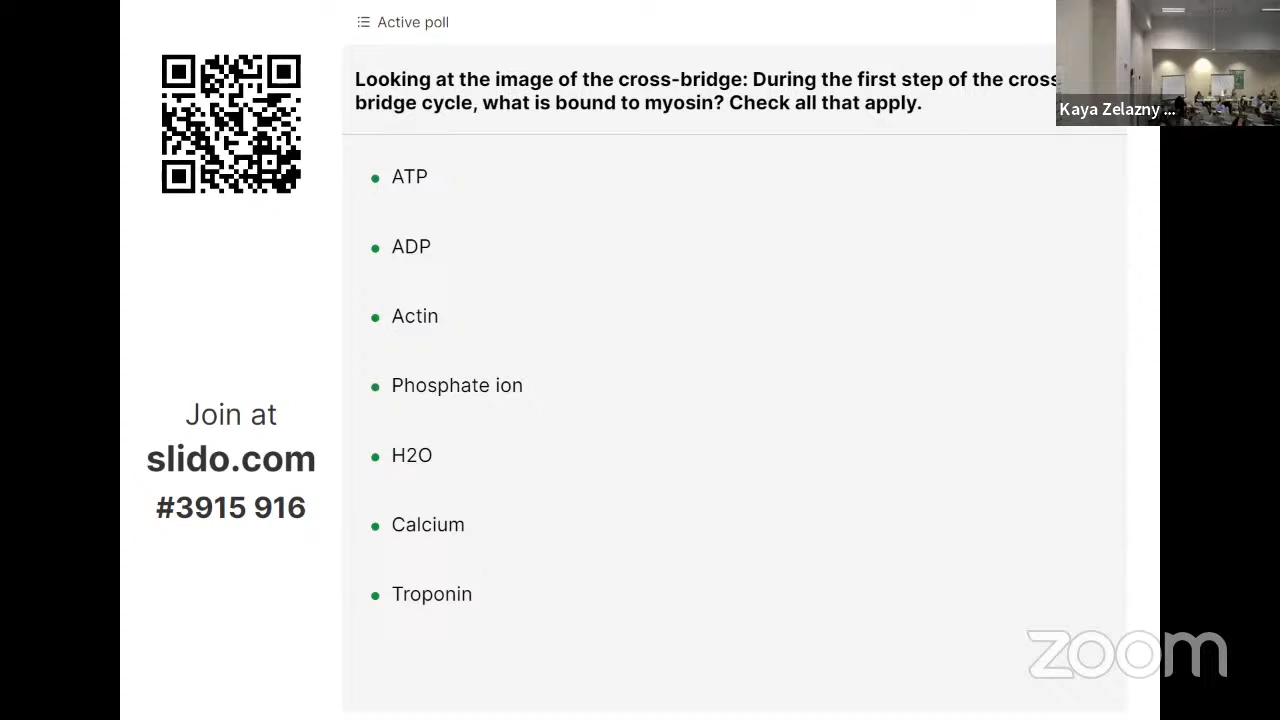 Active poll
Looking at the image of the cross-bridge: During the first step of the cross
bridge cycle, what is bound to myosin? Check all that apply.
Kaya Zelazny ...
ATP
ADP
Actin
Phosphate ion
H2O
Calcium
Troponin
Join at
slido.com
#3915 916
zoom